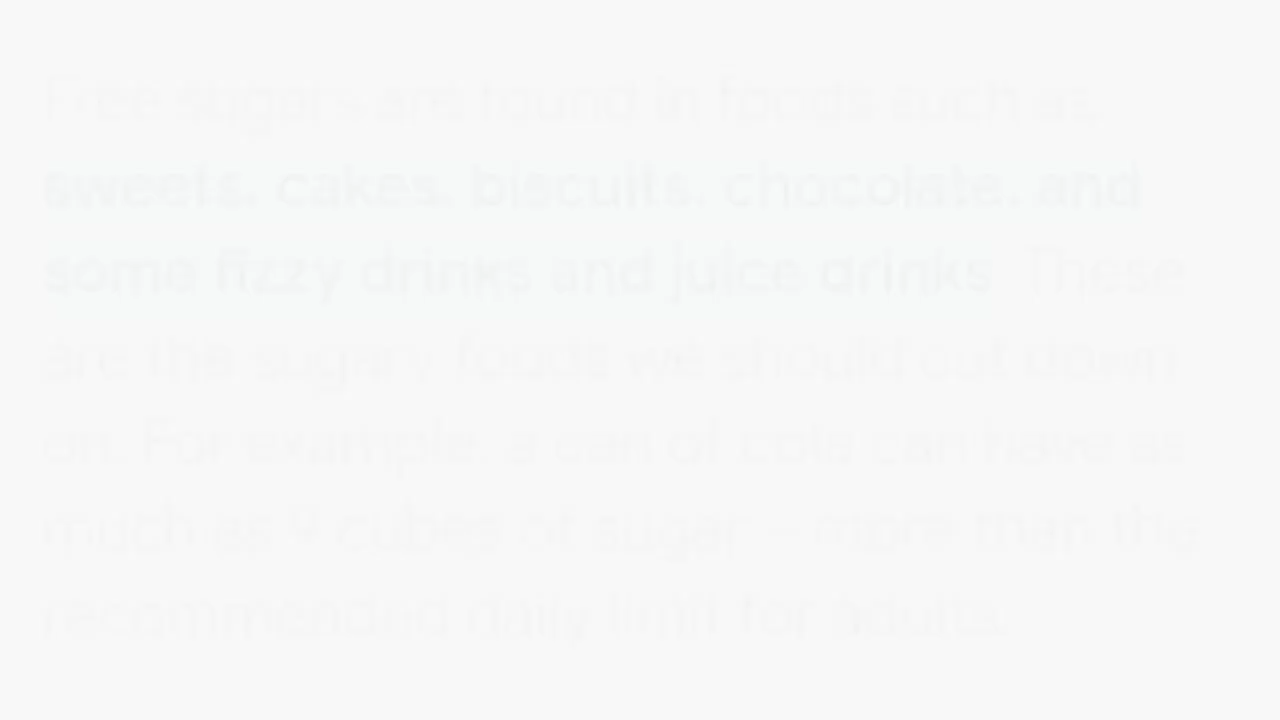 Free sugars are found in foods such as
sweets, cakes, biscuits, chocolate, and
some fizzy drinks and juice drinks. These
are the sugary foods we should cut down
on. For example, a can of cola can have as
much as 9 cubes of sugar – more than the
recommended daily limit for adults.